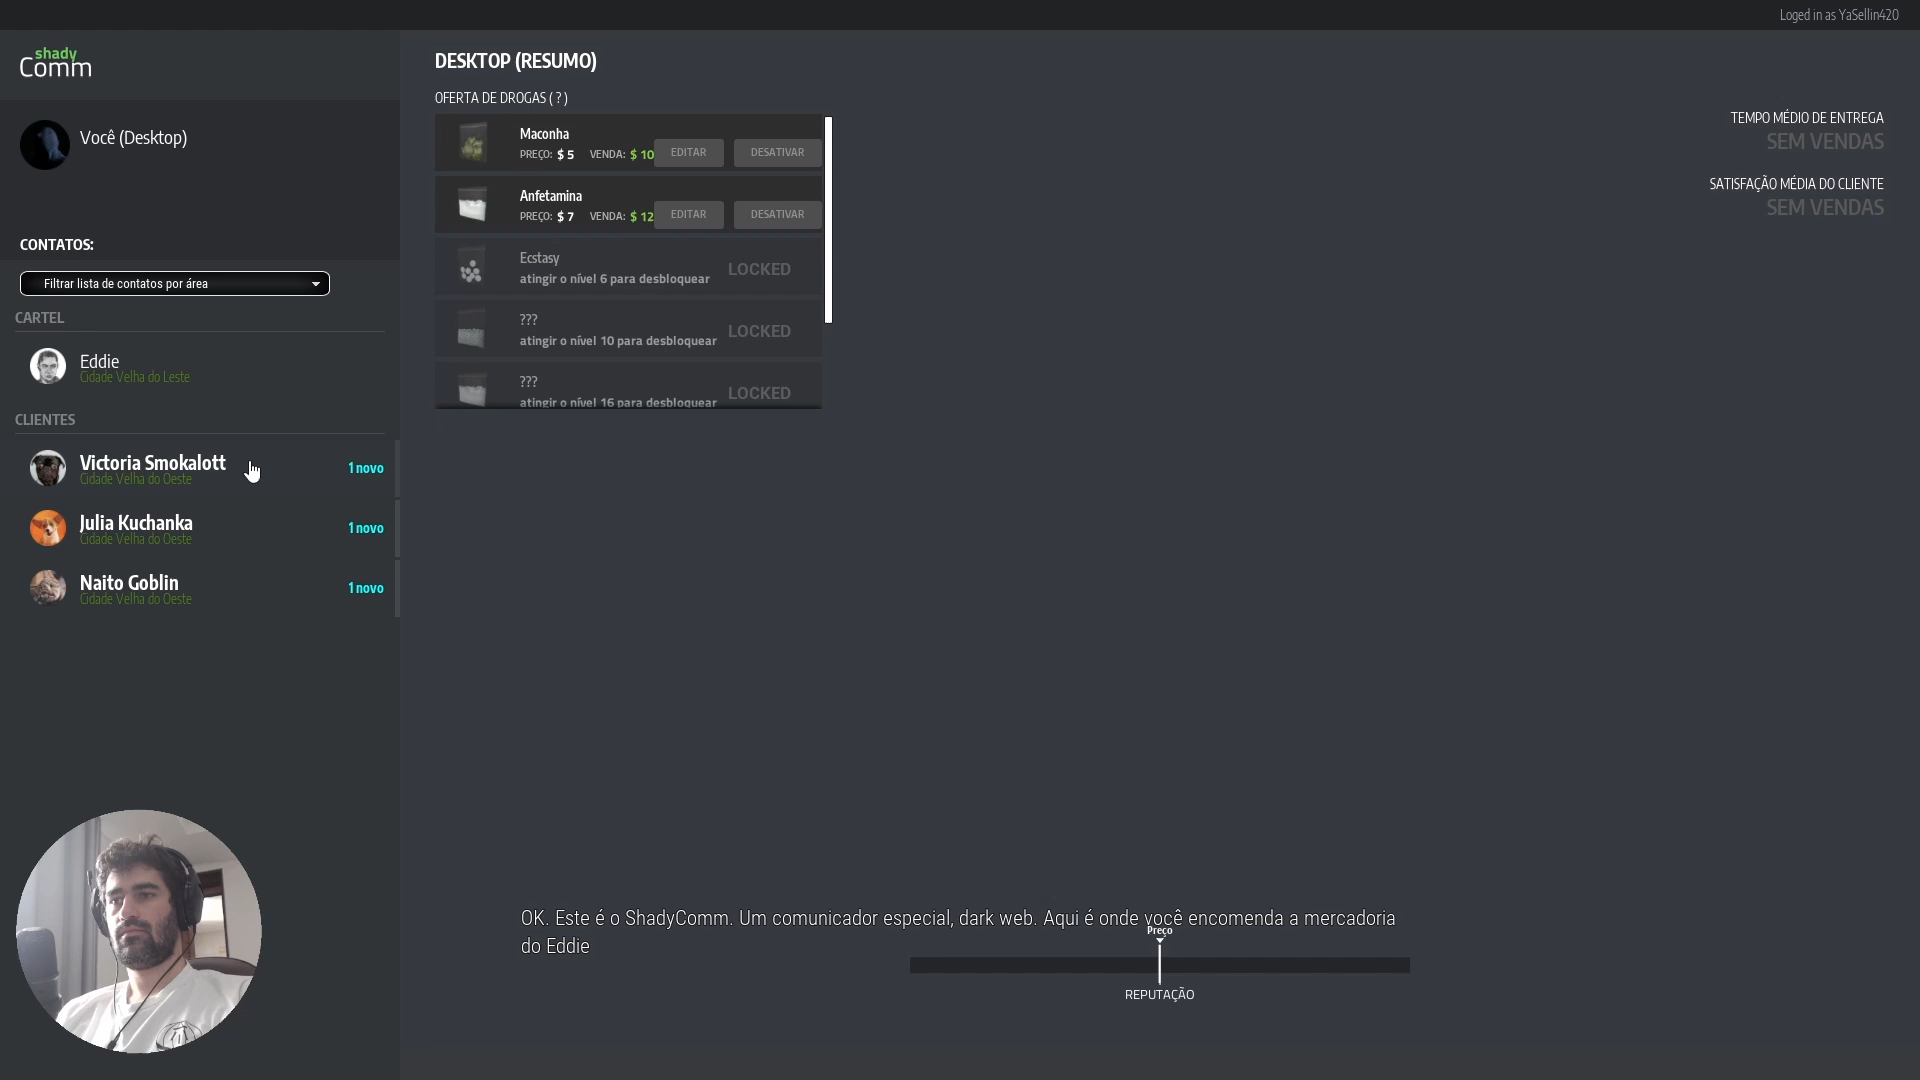 Loged in as YaSellin420
shady
Comm
Você (Desktop)
CONTATOS:
Filtrar lista de contatos por área
CARTEL
Eddie
Cidade Velha do Leste
CLIENTES
Victoria Smokalott
Cidade Velha do Oeste
1 novo
Julia Kuchanka
Cidade Velha do Oeste
1 novo
Naito Goblin
Cidade Velha do Oeste
1 novo
DESKTOP (RESUMO)
OFERTA DE DROGAS ( ? )
Maconha
PREÇO: $ 5 VENDA: $ 10 EDITAR DESATIVAR
Anfetamina
PREÇO: $ 7 VENDA: $ 12 EDITAR DESATIVAR
Ecstasy
atingir o nível 6 para desbloquear LOCKED
???
atingir o nível 10 para desbloquear LOCKED
???
atingir o nível 16 para desbloquear LOCKED
TEMPO MÉDIO DE ENTREGA
SEM VENDAS
SATISFAÇÃO MÉDIA DO CLIENTE
SEM VENDAS
OK. Este é o ShadyComm. Um comunicador especial, dark web. Aqui é onde você encomenda a mercadoria
do Eddie
Preço
REPUTAÇÃO